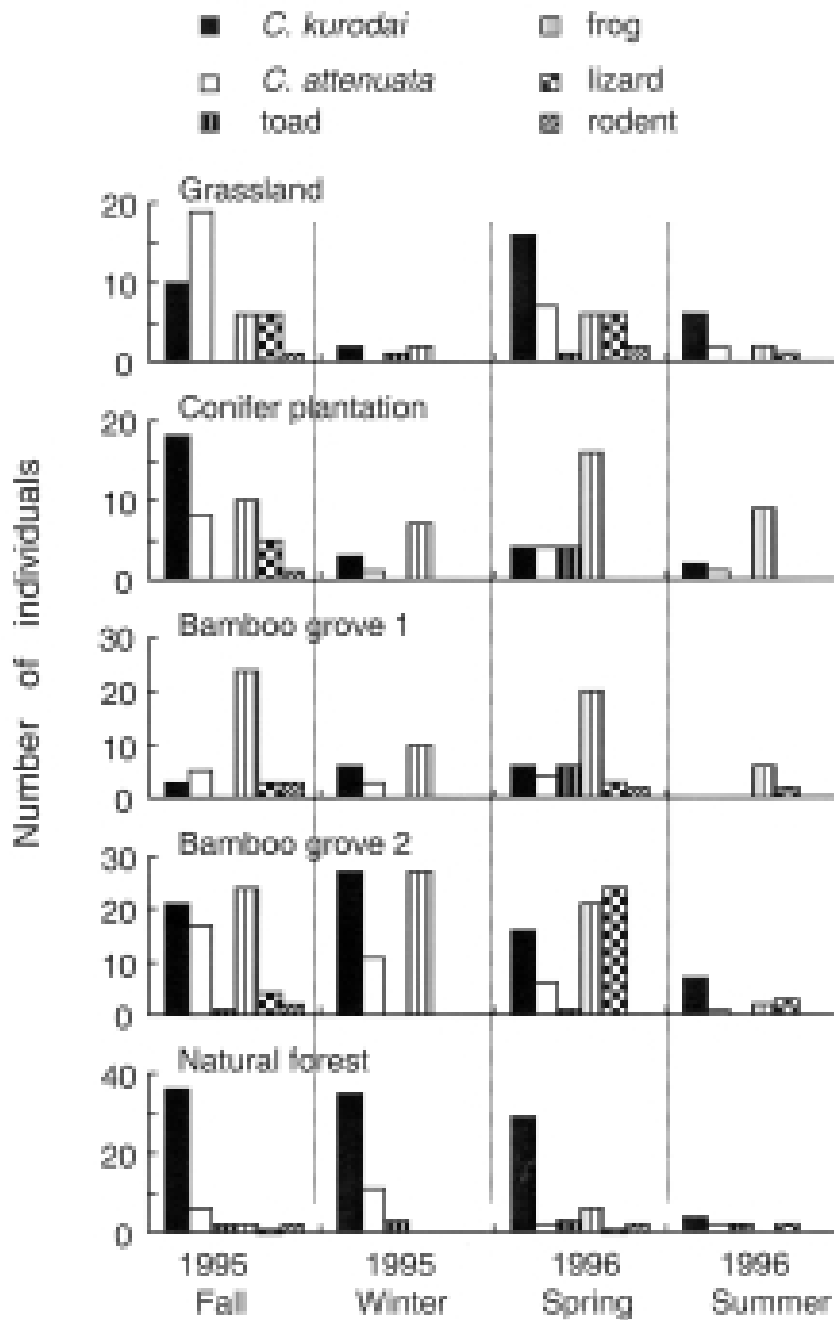 C. kurodai
frog
C. attenuata
lizard
toad
rodent
Number of individuals
Grassland
20
10
0
Conifer plantation
20
10
0
Bamboo grove 1
30
20
10
0
Bamboo grove 2
30
20
10
0
Natural forest
40
20
0
1995 1995 1996 1996
Fall Winter Spring Summer